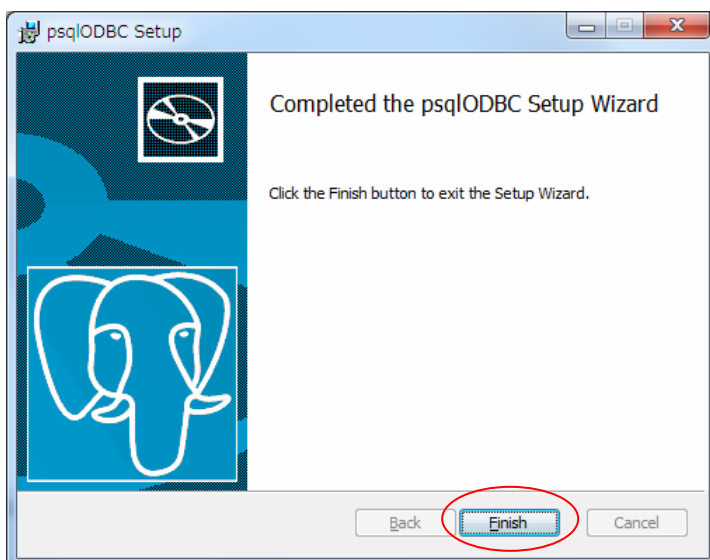 psqlODBC Setup
Completed the psqlODBC Setup Wizard
Click the Finish button to exit the Setup Wizard.
Back
Finish
Cancel